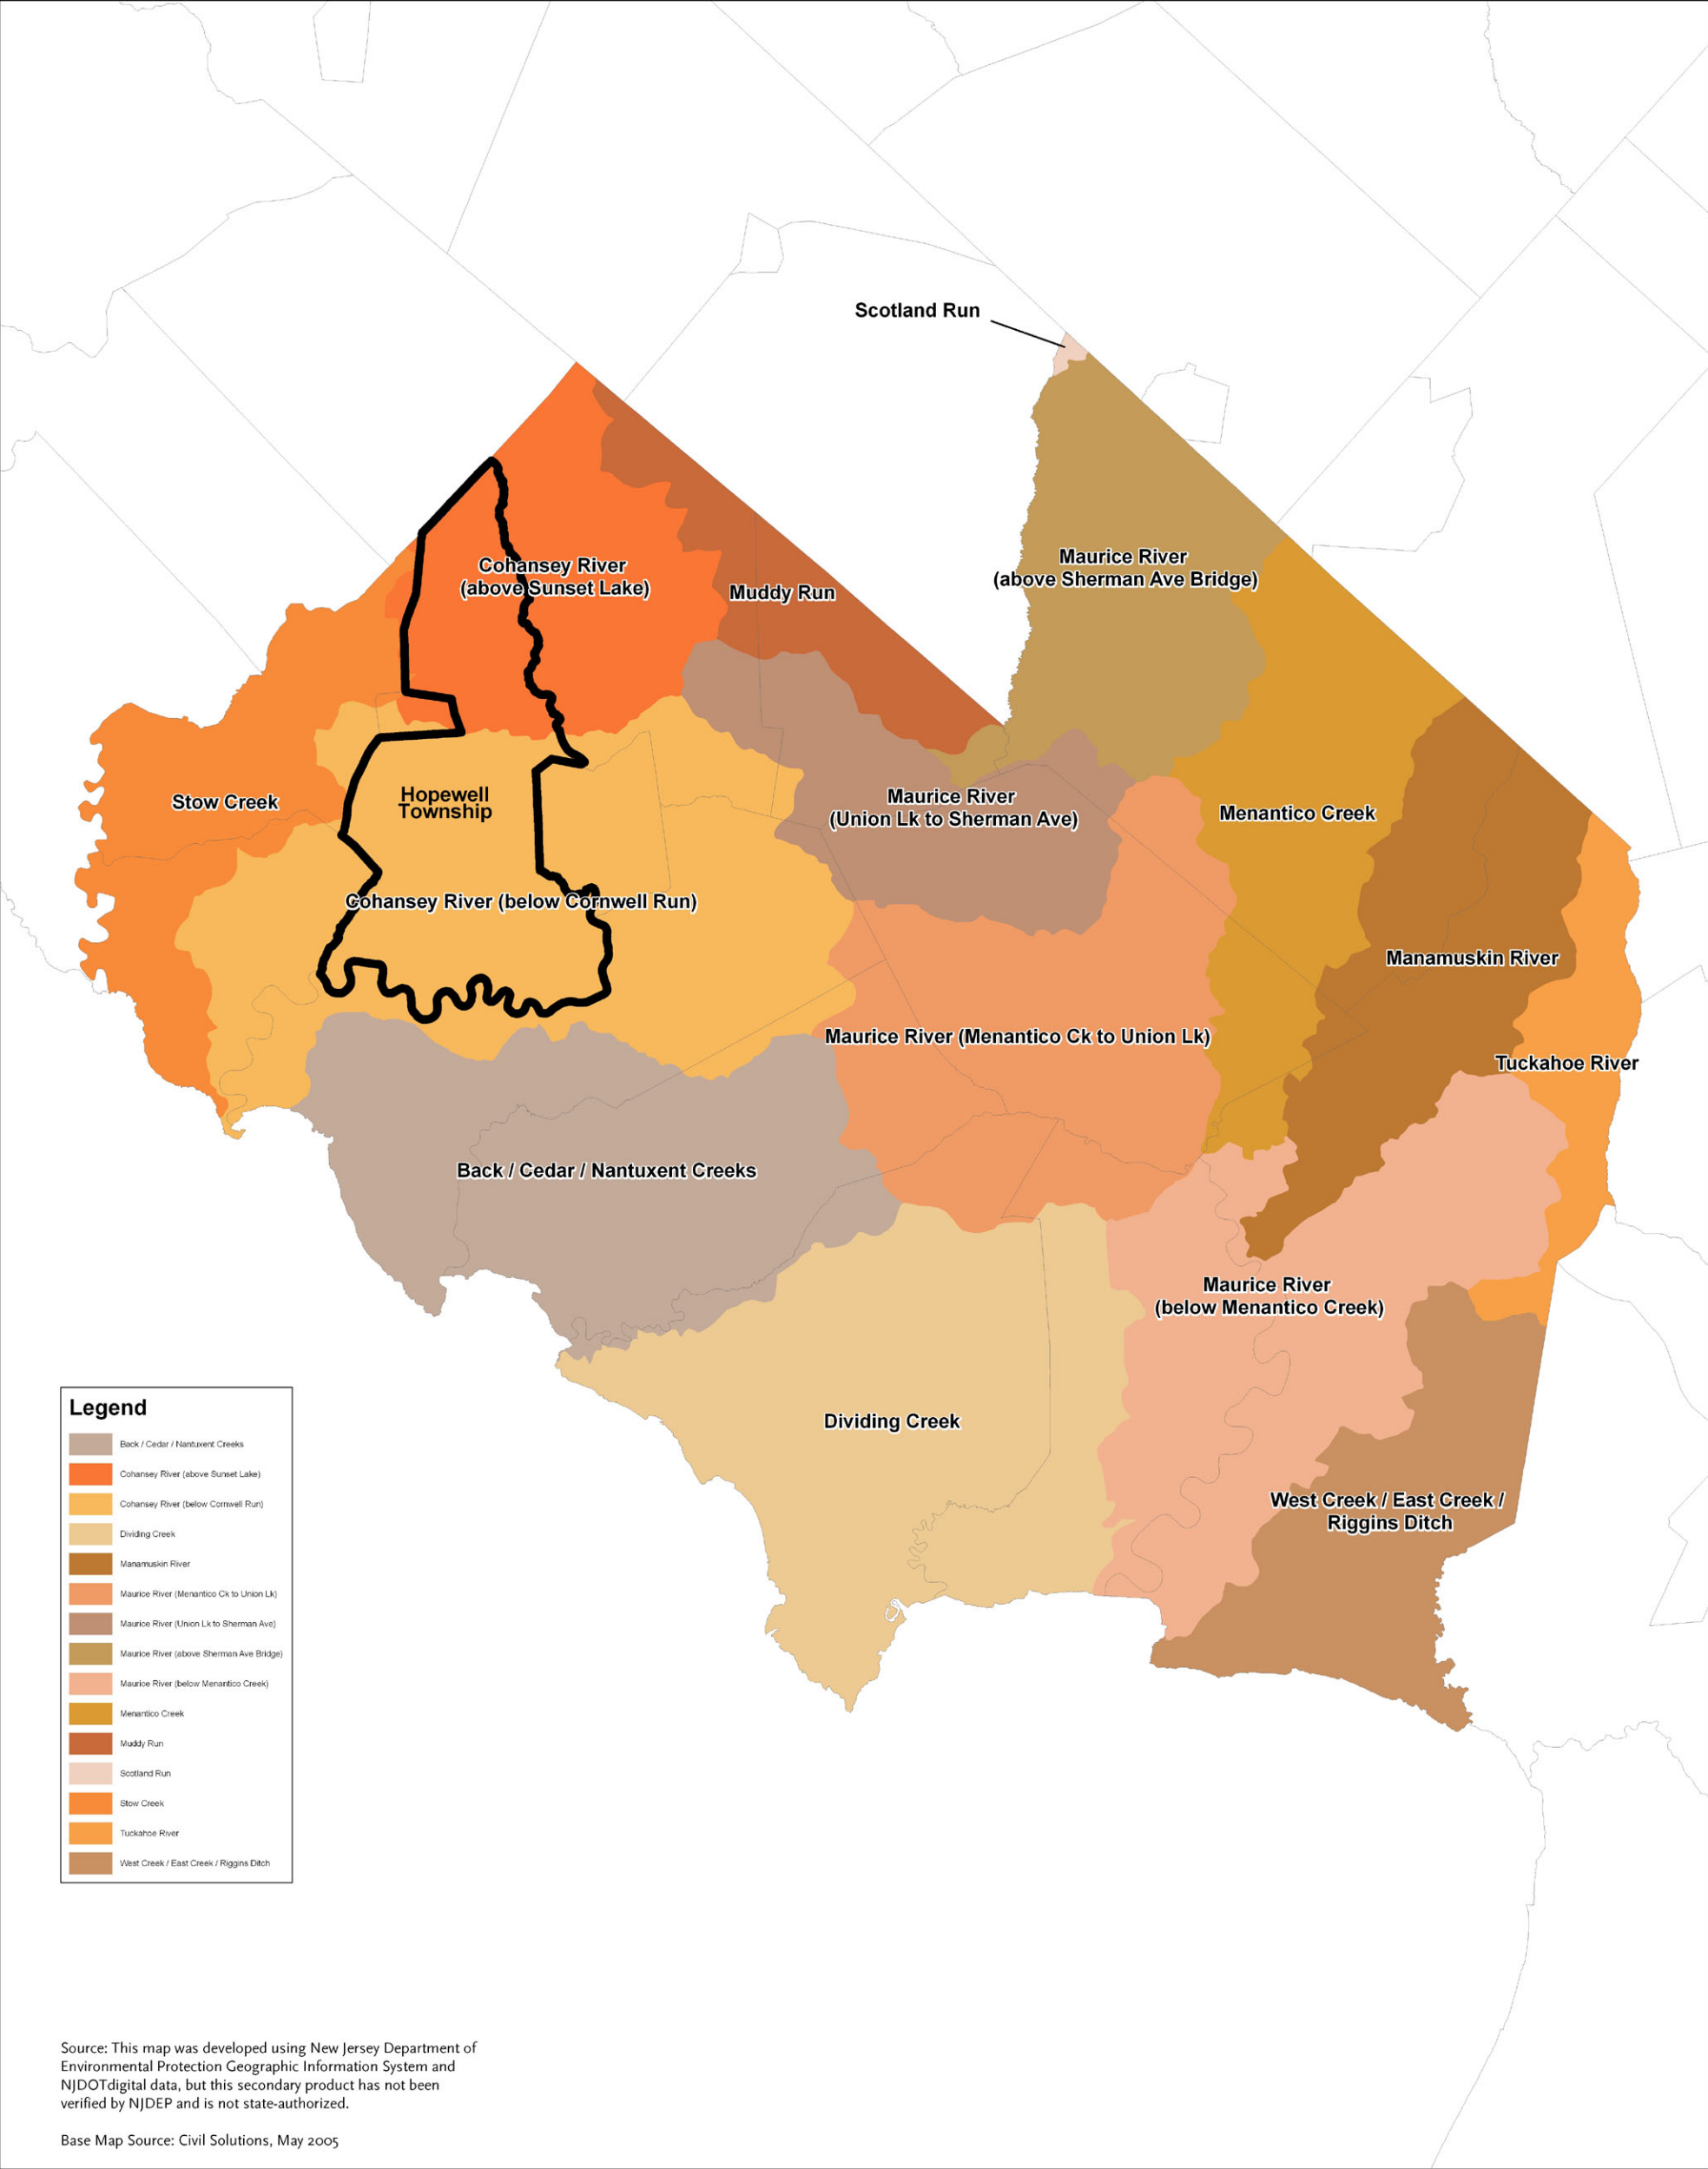 Scotland Run
Cohansey River
(above Sunset Lake)
Muddy Run
Maurice River
(above Sherman Ave Bridge)
Stow Creek
Hopewell
Township
Maurice River
(Union Lk to Sherman Ave)
Menantico Creek
Cohansey River (below Cornwell Run)
Manamuskin River
Maurice River (Menantico Ck to Union Lk)
Tuckahoe River
Back / Cedar / Nantuxent Creeks
Maurice River
(below Menantico Creek)
Dividing Creek
West Creek / East Creek /
Riggins Ditch
Legend
Back / Cedar / Nantuxent Creeks
Cohansey River (above Sunset Lake)
Cohansey River (below Cornwell Run)
Dividing Creek
Manamuskin River
Maurice River (Menantico Ck to Union Lk)
Maurice River (Union Lk to Sherman Ave)
Maurice River (above Sherman Ave Bridge)
Maurice River (below Menantico Creek)
Menantico Creek
Muddy Run
Scotland Run
Stow Creek
Tuckahoe River
West Creek / East Creek / Riggins Ditch
Source: This map was developed using New Jersey Department of
Environmental Protection Geographic Information System and
NJDOTdigital data, but this secondary product has not been
verified by NJDEP and is not state-authorized.
Base Map Source: Civil Solutions, May 2005